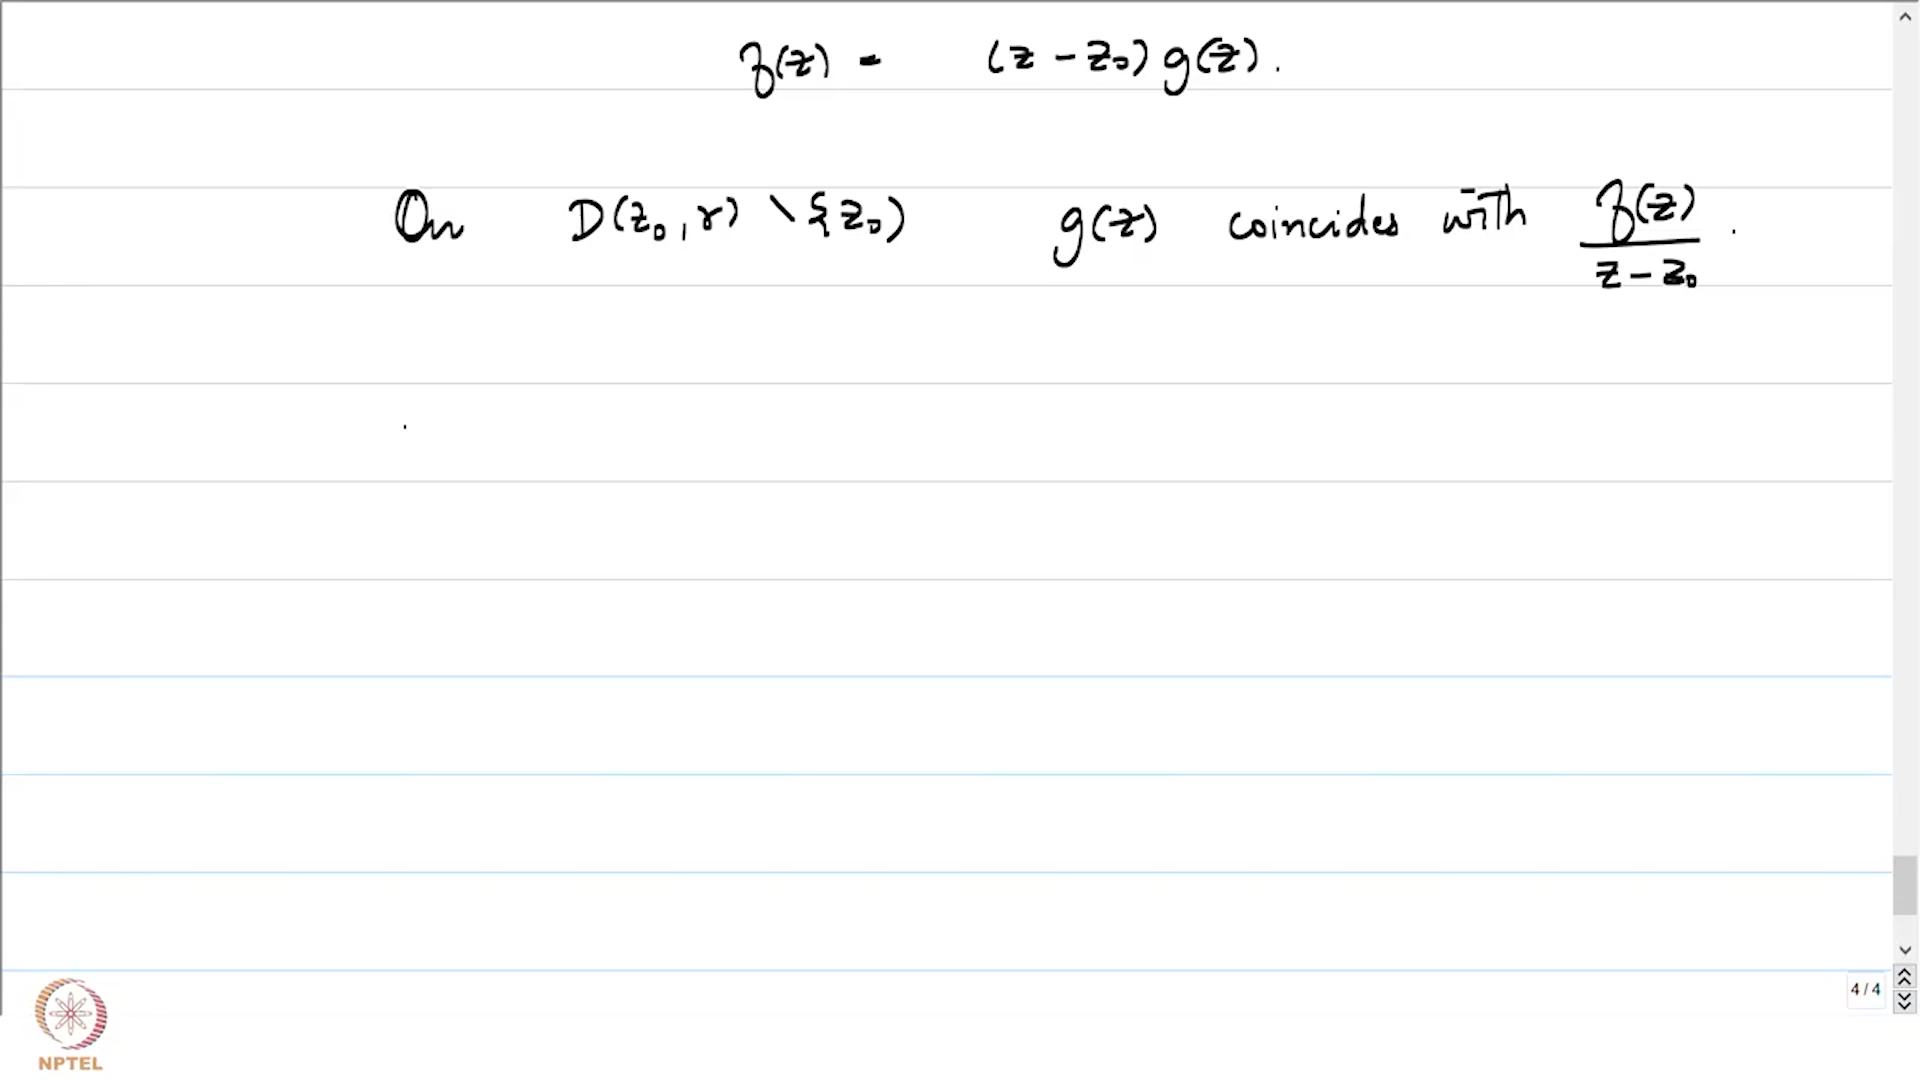 f(z) = (z - z₀) g(z).
On D(z₀, r) \ {z₀) g(z) coincides with f(z) / z - z₀ .
4 / 4
NPTEL